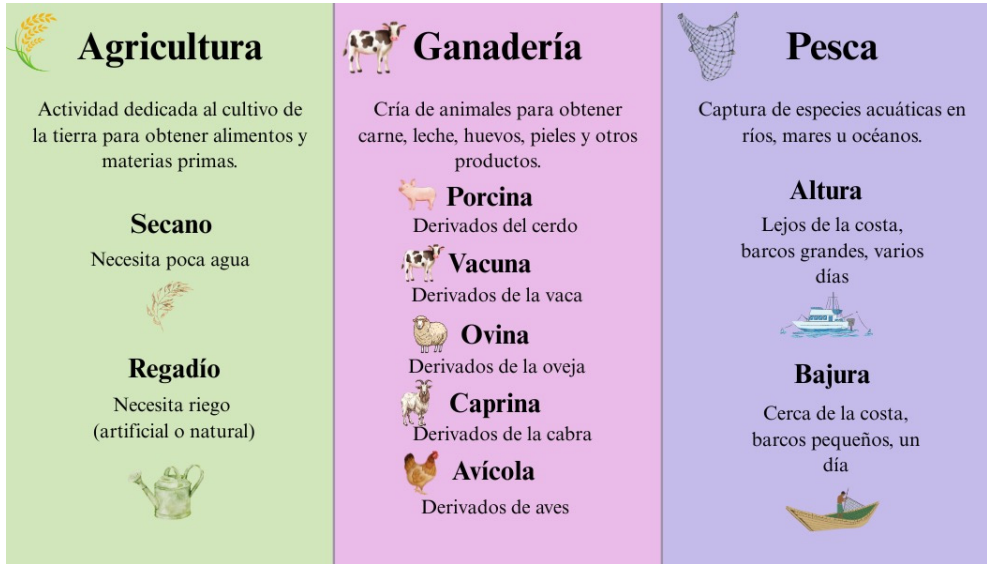 Agricultura
Actividad dedicada al cultivo de
la tierra para obtener alimentos y
materias primas.
Secano
Necesita poca agua
Regadío
Necesita riego
(artificial o natural)
Ganadería
Cría de animales para obtener
carne, leche, huevos, pieles y otros
productos.
Porcina
Derivados del cerdo
Vacuna
Derivados de la vaca
Ovina
Derivados de la oveja
Caprina
Derivados de la cabra
Avícola
Derivados de aves
Pesca
Captura de especies acuáticas en
ríos, mares u océanos.
Altura
Lejos de la costa,
barcos grandes, varios
días
Bajura
Cerca de la costa,
barcos pequeños, un
día